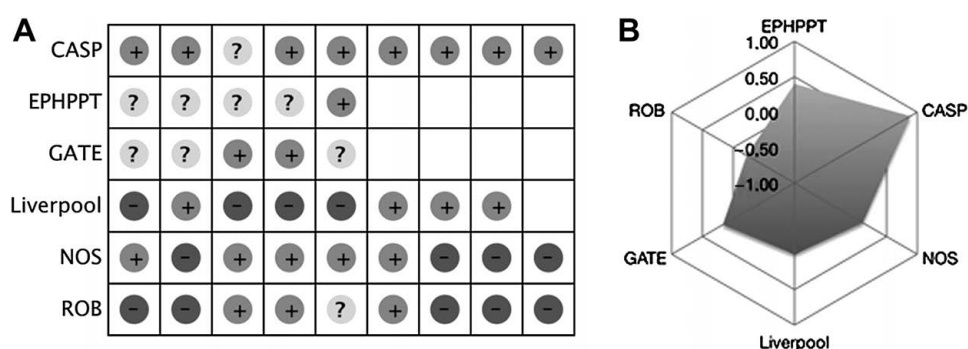 A
CASP + + ? + + + + + +
EPHPPT ? ? ? ? +
GATE ? ? + + ?
Liverpool − + − − − + + +
NOS + − + + + + − − −
ROB − − + + ? + − − −
B
EPHPPT
1.00
0.50
ROB 0.00 CASP
−0.50
−1.00
GATE NOS
Liverpool